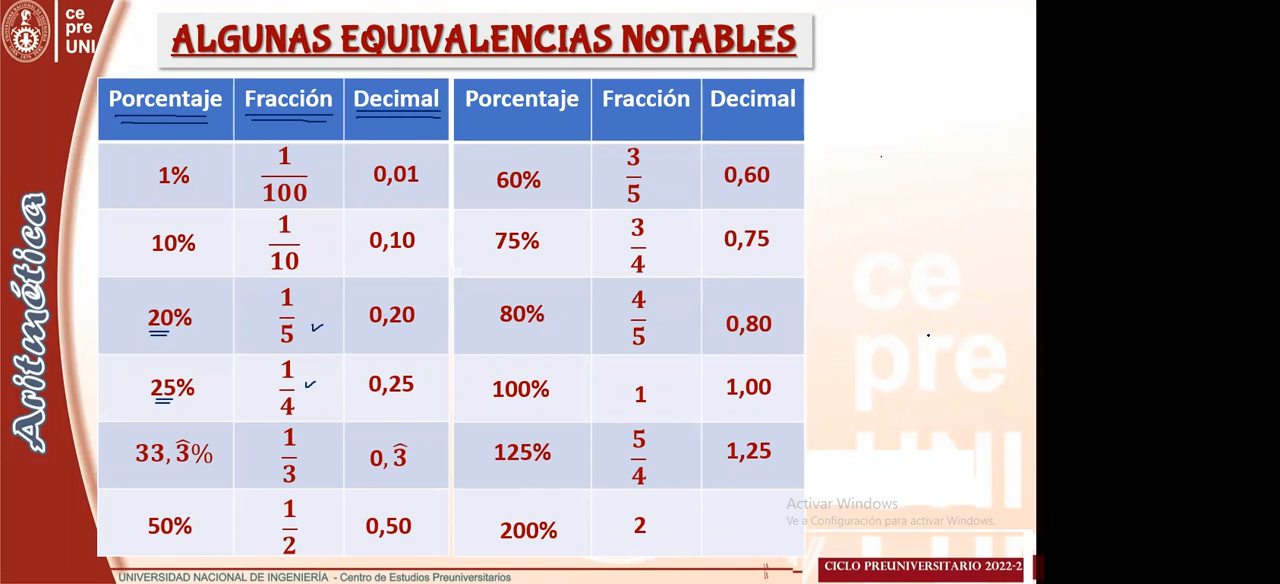 ce
pre
UNI
ALGUNAS EQUIVALENCIAS NOTABLES
Porcentaje Fracción Decimal Porcentaje Fracción Decimal
1% 1/100 0,01 60% 3/5 0,60
10% 1/10 0,10 75% 3/4 0,75
20% 1/5 0,20 80% 4/5 0,80
25% 1/4 0,25 100% 1 1,00
33,3̂% 1/3 0,3̂ 125% 5/4 1,25
50% 1/2 0,50 200% 2
Aritmética
ce
pre
UNI
Activar Windows
Ve a Configuración para activar Windows.
UNIVERSIDAD NACIONAL DE INGENIERÍA - Centro de Estudios Preuniversitarios
CICLO PREUNIVERSITARIO 2022-2